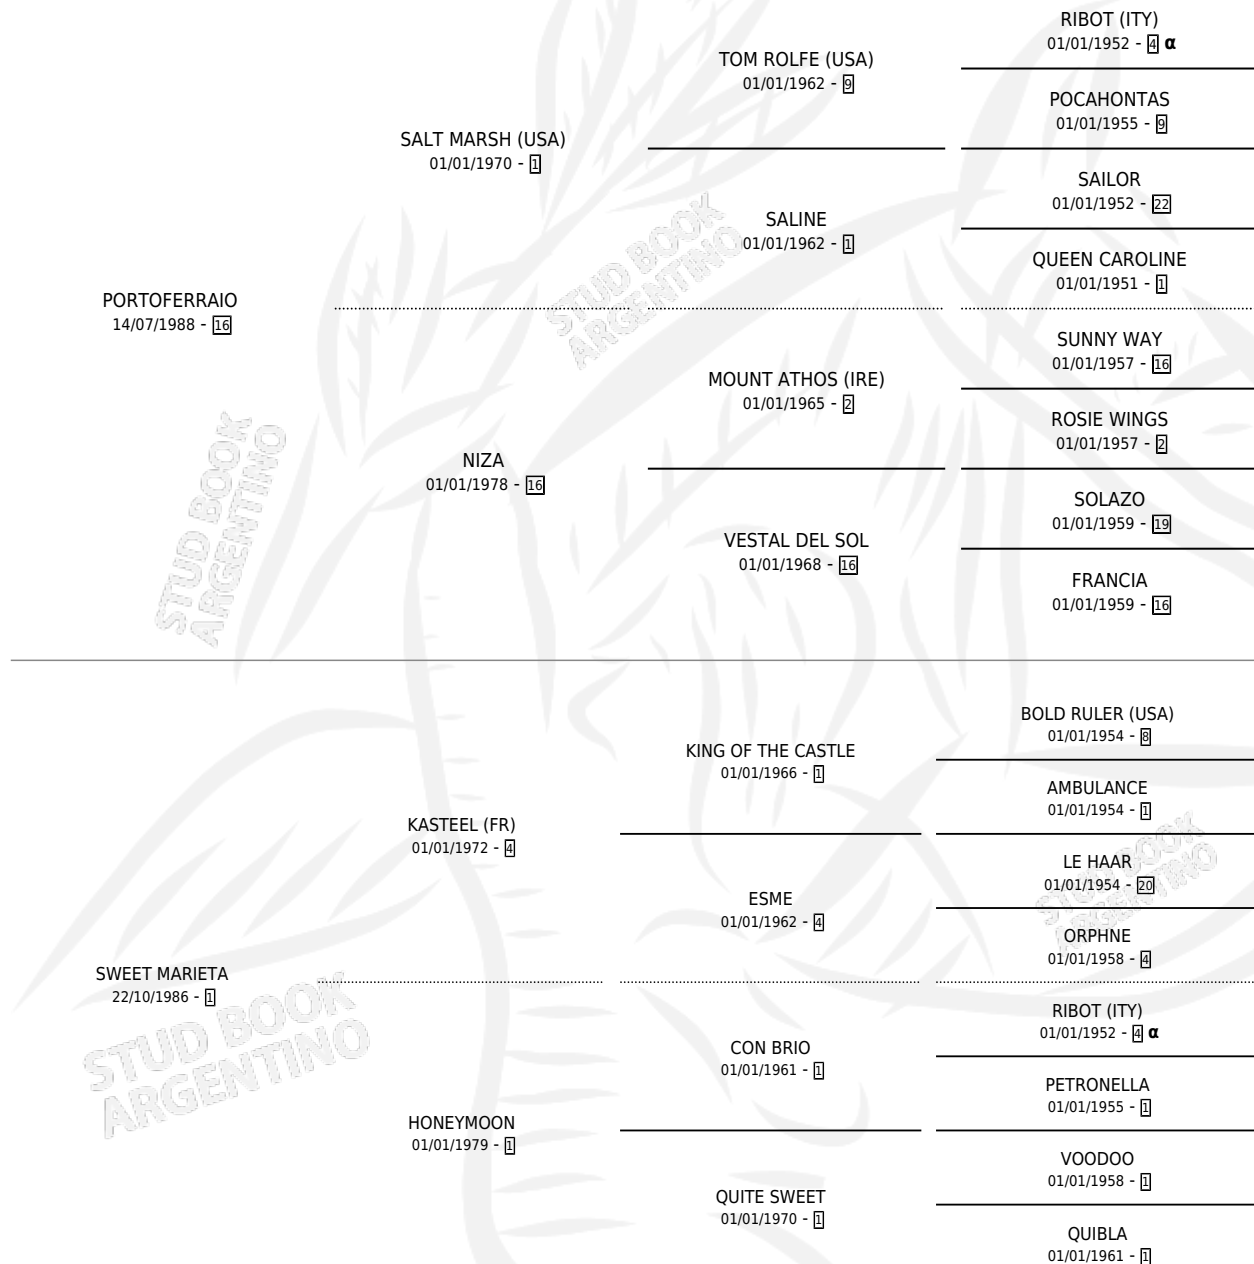 RIBOT (ITY)
01/01/1952 - 4 α
TOM ROLFE (USA)
01/01/1962 - 9
POCAHONTAS
01/01/1955 - 9
SALT MARSH (USA)
01/01/1970 - 1
SAILOR
01/01/1952 - 22
SALINE
01/01/1962 - 1
QUEEN CAROLINE
01/01/1951 - 1
STUD BOOK
ARGENTINO
PORTOFERRAIO
14/07/1988 - 16
SUNNY WAY
01/01/1957 - 16
MOUNT ATHOS (IRE)
01/01/1965 - 2
ROSIE WINGS
01/01/1957 - 2
NIZA
01/01/1978 - 16
STUD BOOK
ARGENTINO
SOLAZO
01/01/1959 - 19
VESTAL DEL SOL
01/01/1968 - 16
FRANCIA
01/01/1959 - 16
BOLD RULER (USA)
01/01/1954 - 8
KING OF THE CASTLE
01/01/1966 - 1
AMBULANCE
01/01/1954 - 1
KASTEEL (FR)
01/01/1972 - 4
LE HAAR
01/01/1954 - 20
STUD BOOK
ARGENTINO
ESME
01/01/1962 - 4
ORPHNE
01/01/1958 - 4
SWEET MARIETA
22/10/1986 - 1
STUD BOOK
ARGENTINO
RIBOT (ITY)
01/01/1952 - 4 α
CON BRIO
01/01/1961 - 1
PETRONELLA
01/01/1955 - 1
HONEYMOON
01/01/1979 - 1
VOODOO
01/01/1958 - 1
QUITE SWEET
01/01/1970 - 1
QUIBLA
01/01/1961 - 1